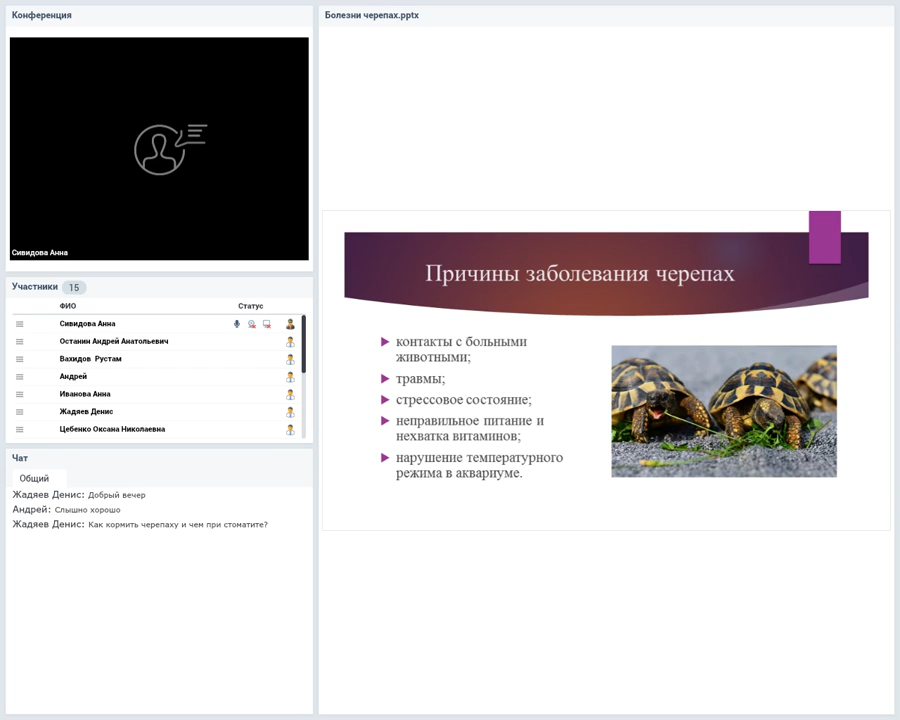 Конференция
Сивидова Анна
Участники 15
ФИО Статус
Сивидова Анна
Останин Андрей Анатольевич
Вахидов Рустам
Андрей
Иванова Анна
Жадяев Денис
Цебенко Оксана Николаевна
Чат
Общий
Жадяев Денис: Добрый вечер
Андрей: Слышно хорошо
Жадяев Денис: Как кормить черепаху и чем при стоматите?
Болезни черепах.pptx
Причины заболевания черепах
контакты с больными
животными;
травмы;
стрессовое состояние;
неправильное питание и
нехватка витаминов;
нарушение температурного
режима в аквариуме.